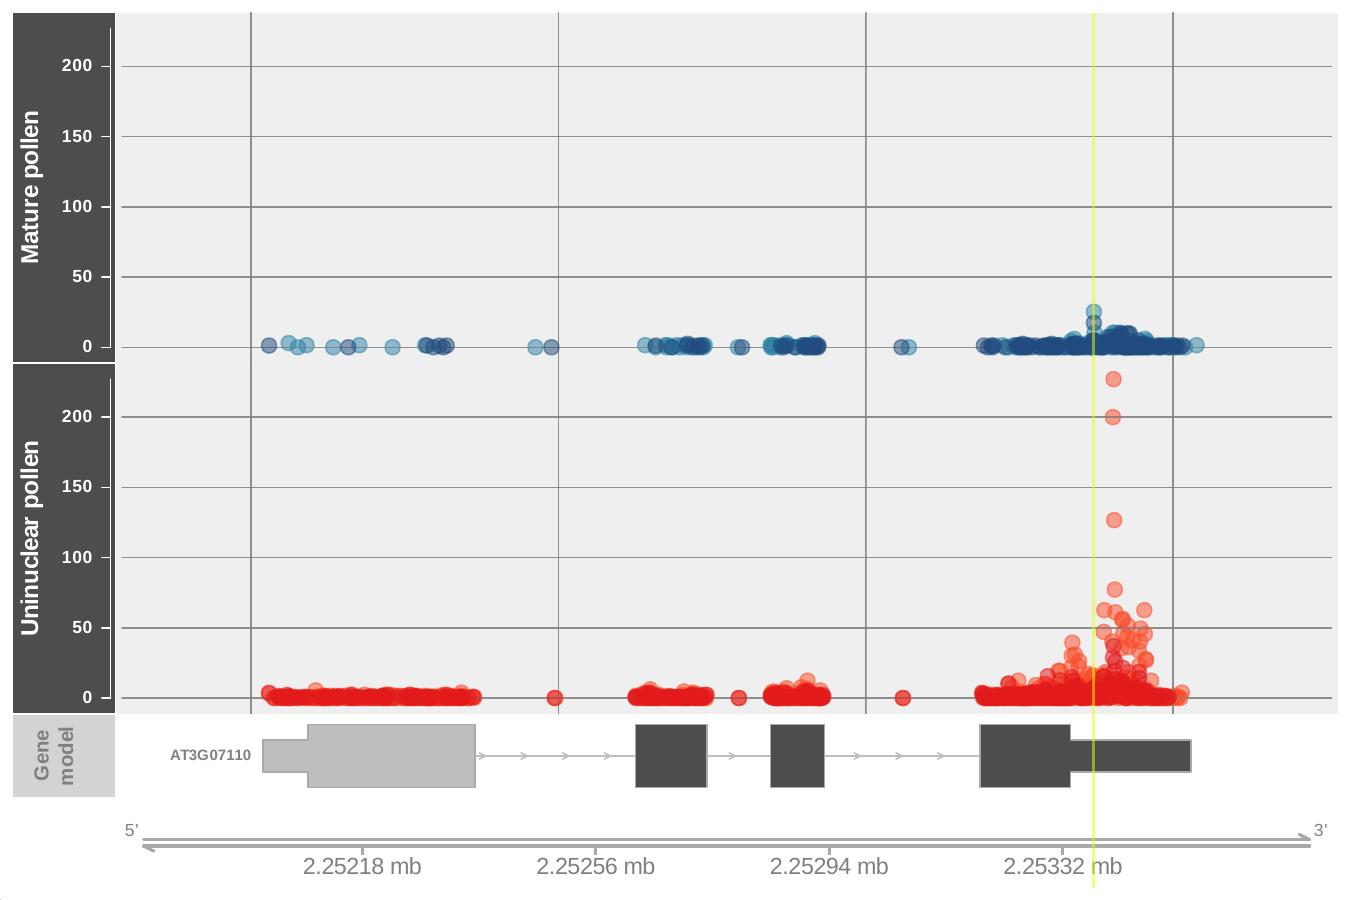 Mature pollen
200
150
100
50
0
Uninuclear pollen
200
150
100
50
0
Gene
model
AT3G07110
5'
3'
2.25218 mb
2.25256 mb
2.25294 mb
2.25332 mb